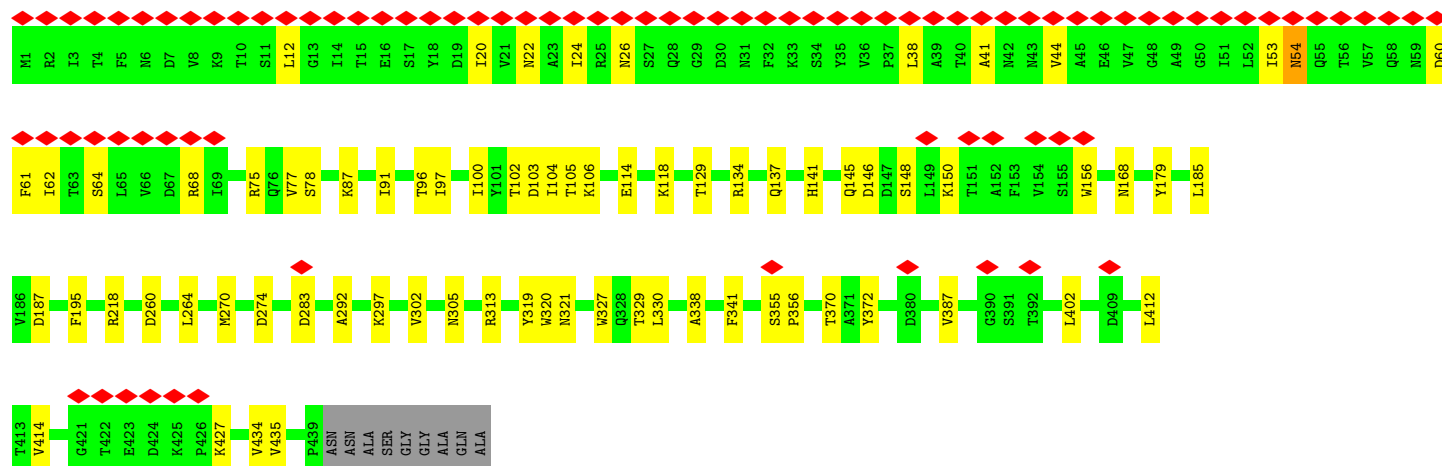 M1 R2 I3 T4 F5 N6 D7 V8 K9 T10 S11 L12 G13 I14 T15 E16 S17 Y18 D19 I20 V21 N22 A23 I24 R25 N26 S27 Q28 G29 D30 N31 F32 K33 S34 Y35 V36 P37 L38 A39 T40 A41 N42 N43 V44 A45 E46 V47 G48 A49 G50 I51 L52 I53 N54 Q55 T56 V57 Q58 N59 D60
F61 I62 T63 S64 L65 V66 D67 R68 I69 R75 Q76 V77 S78 K87 I91 T96 I97 I100 Y101 T102 D103 I104 T105 K106 E114 K118 T129 R134 Q137 H141 Q145 D146 D147 S148 L149 K150 T151 A152 F153 V154 S155 W156 N168 Y179 L185
V186 D187 F195 R218 D260 L264 M270 D274 D283 A292 K297 V302 N305 R313 Y319 W320 N321 W327 Q328 T329 L330 A338 F341 S355 P356 T370 A371 Y372 D380 V387 G390 S391 T392 L402 D409 L412
T413 V414 G421 T422 E423 D424 K425 P426 K427 V434 V435 P439 ASN ASN ALA SER GLY GLY ALA GLN ALA